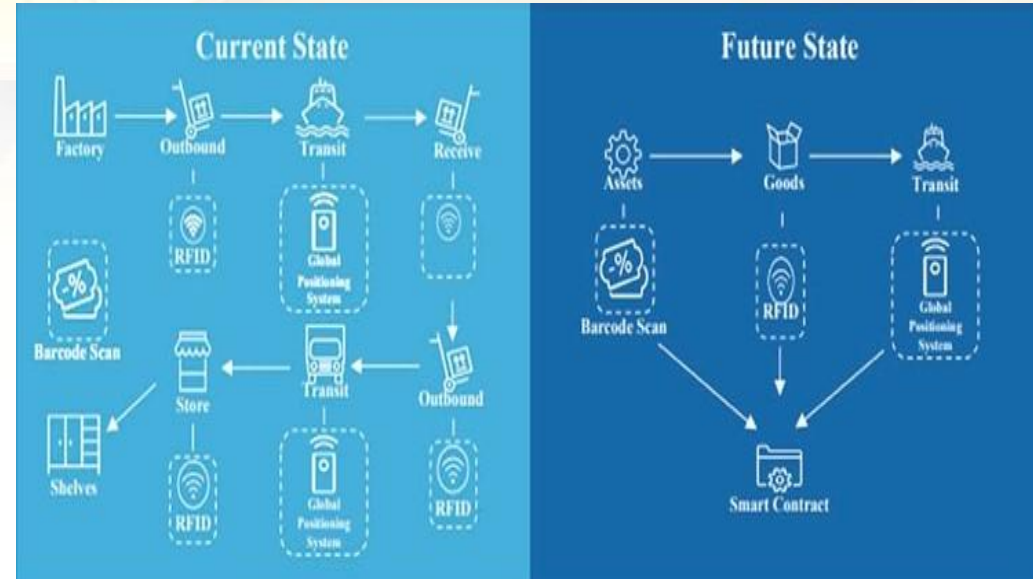 Current State
Factory
Outbound
Transit
Receive
RFID
Global
Positioning
System
-%
Barcode Scan
Store
Transit
Outbound
Shelves
RFID
Global
Positioning
System
RFID
Future State
Assets
Goods
Transit
-%
Barcode Scan
RFID
Global
Positioning
System
Smart Contract